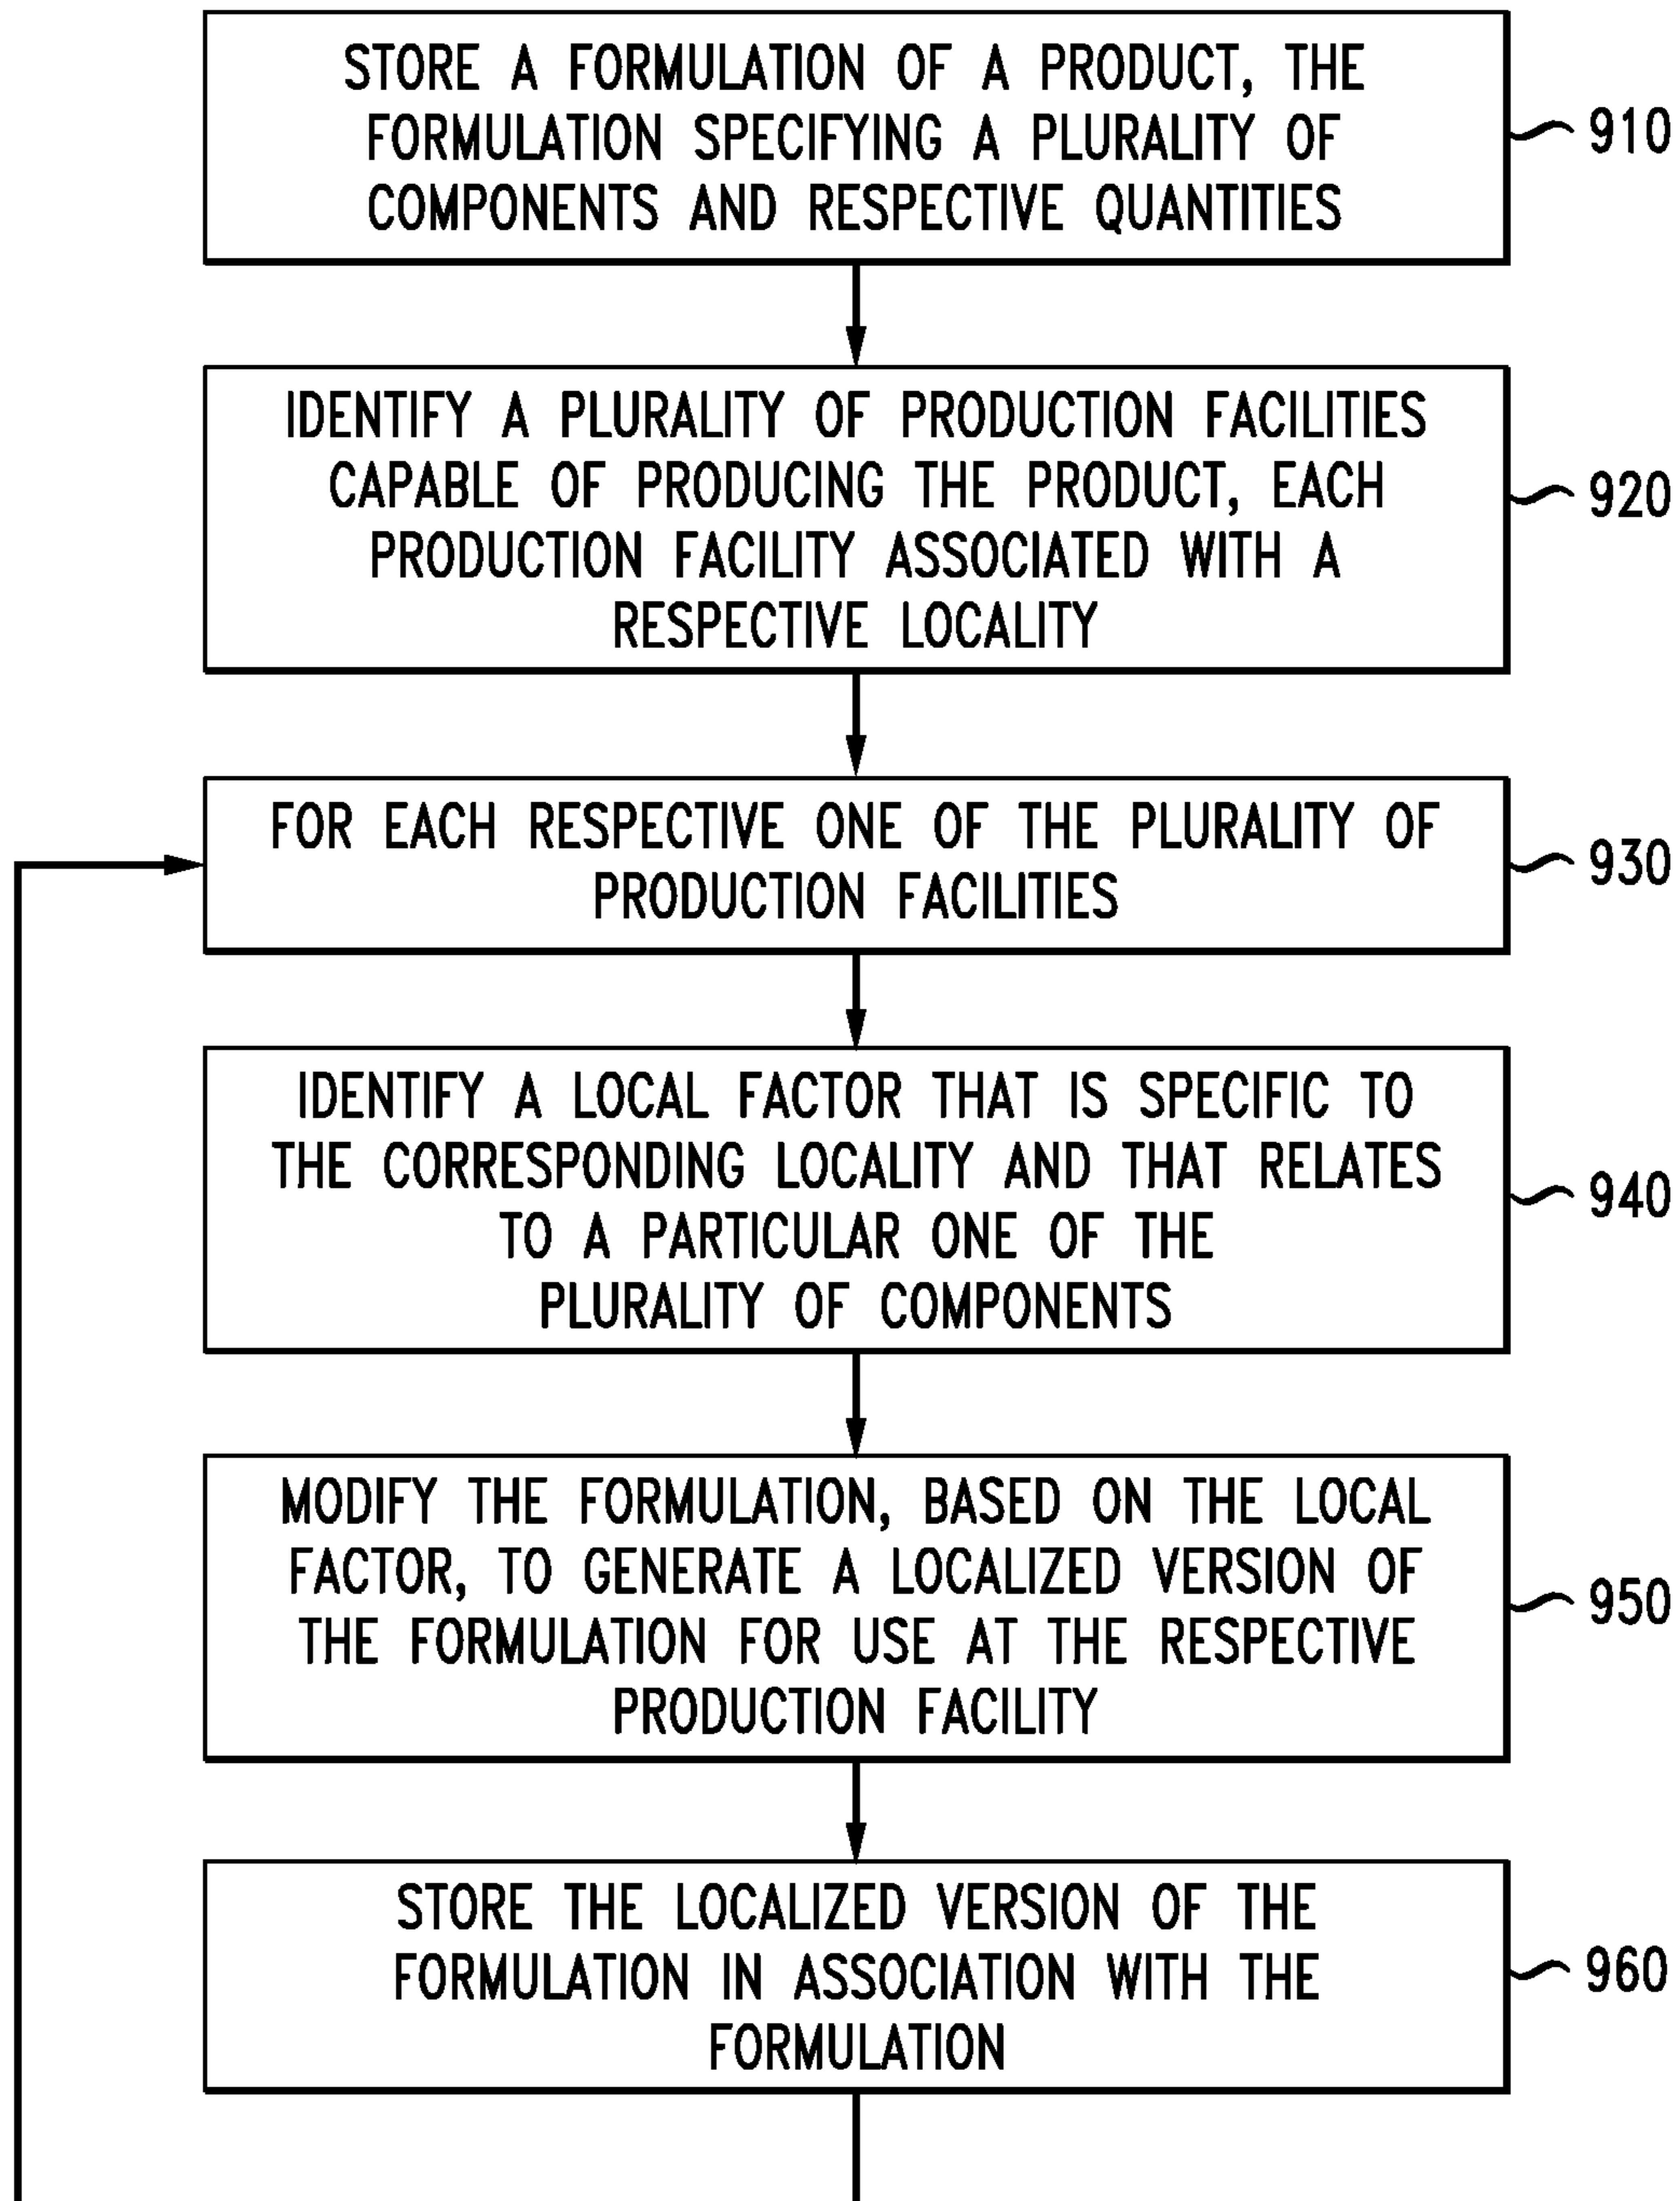 STORE A FORMULATION OF A PRODUCT, THE
FORMULATION SPECIFYING A PLURALITY OF
COMPONENTS AND RESPECTIVE QUANTITIES
910
IDENTIFY A PLURALITY OF PRODUCTION FACILITIES
CAPABLE OF PRODUCING THE PRODUCT, EACH
PRODUCTION FACILITY ASSOCIATED WITH A
RESPECTIVE LOCALITY
920
FOR EACH RESPECTIVE ONE OF THE PLURALITY OF
PRODUCTION FACILITIES
930
IDENTIFY A LOCAL FACTOR THAT IS SPECIFIC TO
THE CORRESPONDING LOCALITY AND THAT RELATES
TO A PARTICULAR ONE OF THE
PLURALITY OF COMPONENTS
940
MODIFY THE FORMULATION, BASED ON THE LOCAL
FACTOR, TO GENERATE A LOCALIZED VERSION OF
THE FORMULATION FOR USE AT THE RESPECTIVE
PRODUCTION FACILITY
950
STORE THE LOCALIZED VERSION OF THE
FORMULATION IN ASSOCIATION WITH THE
FORMULATION
960